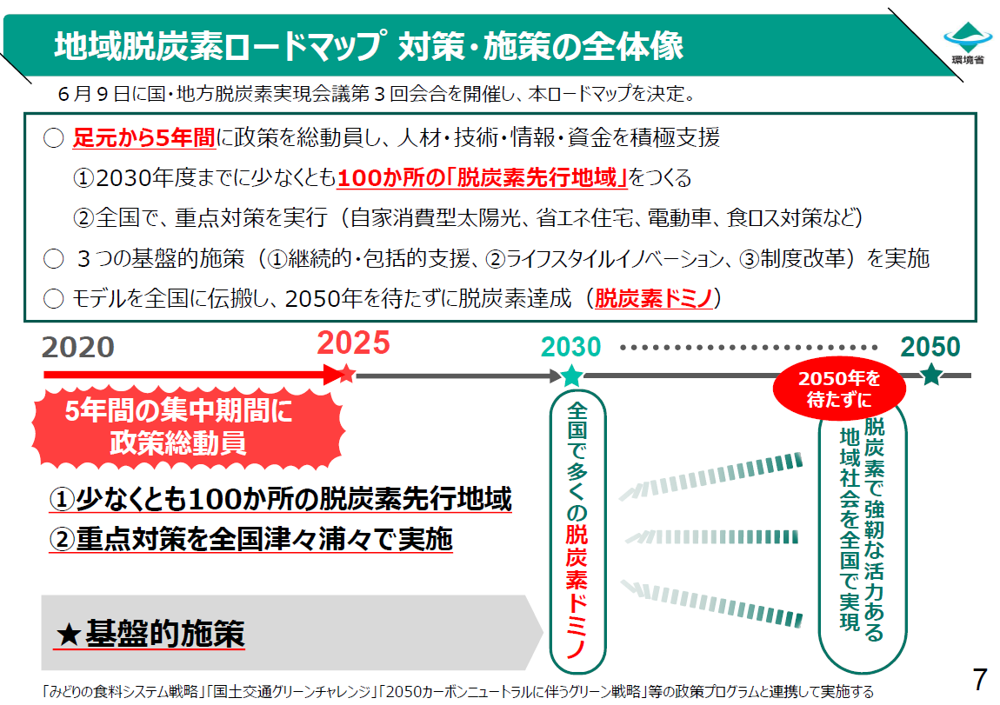 地域脱炭素ロードマップ 対策・施策の全体像
環境省
６月９日に国・地方脱炭素実現会議第３回会合を開催し、本ロードマップを決定。
○ 足元から5年間に政策を総動員し、人材・技術・情報・資金を積極支援
①2030年度までに少なくとも100か所の「脱炭素先行地域」をつくる
②全国で、重点対策を実行（自家消費型太陽光、省エネ住宅、電動車、食ロス対策など）
○ ３つの基盤的施策（①継続的・包括的支援、②ライフスタイルイノベーション、③制度改革）を実施
○ モデルを全国に伝搬し、2050年を待たずに脱炭素達成（脱炭素ドミノ）
2020 2025 2030 2050
5年間の集中期間に
政策総動員
①少なくとも100か所の脱炭素先行地域
②重点対策を全国津々浦々で実施
★基盤的施策
全国で多くの脱炭素ドミノ
2050年を
待たずに
脱炭素で強靭な活力ある
地域社会を全国で実現
「みどりの食料システム戦略」「国土交通グリーンチャレンジ」「2050カーボンニュートラルに伴うグリーン戦略」等の政策プログラムと連携して実施する
7